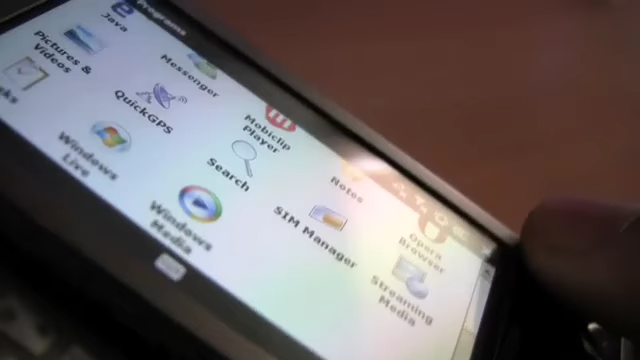 Programs
Java
Messenger
Mobiclip
Player
Notes
Opera
Browser
Pictures &
Videos
QuickGPS
Search
SIM Manager
Streaming
Media
Windows
Live
Windows
Media